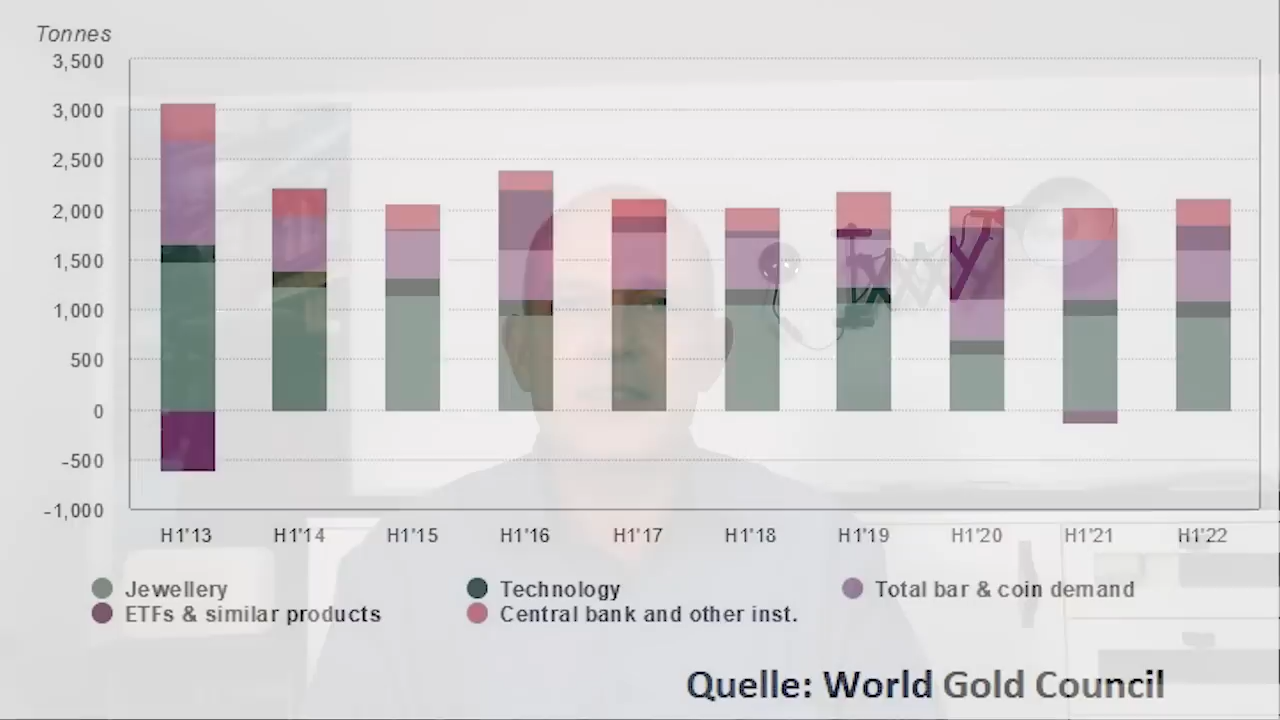 Tonnes
3,500
3,000
2,500
2,000
1,500
1,000
500
0
-500
-1,000
H1'13 H1'14 H1'15 H1'16 H1'17 H1'18 H1'19 H1'20 H1'21 H1'22
Jewellery Technology Total bar & coin demand
ETFs & similar products Central bank and other inst.
Quelle: World Gold Council